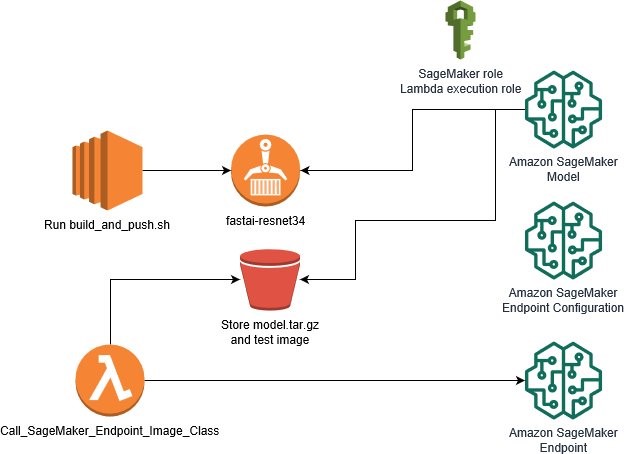 SageMaker role
Lambda execution role
Amazon SageMaker
Model
Run build_and_push.sh
fastai-resnet34
Amazon SageMaker
Endpoint Configuration
Store model.tar.gz
and test image
Call_SageMaker_Endpoint_Image_Class
Amazon SageMaker
Endpoint